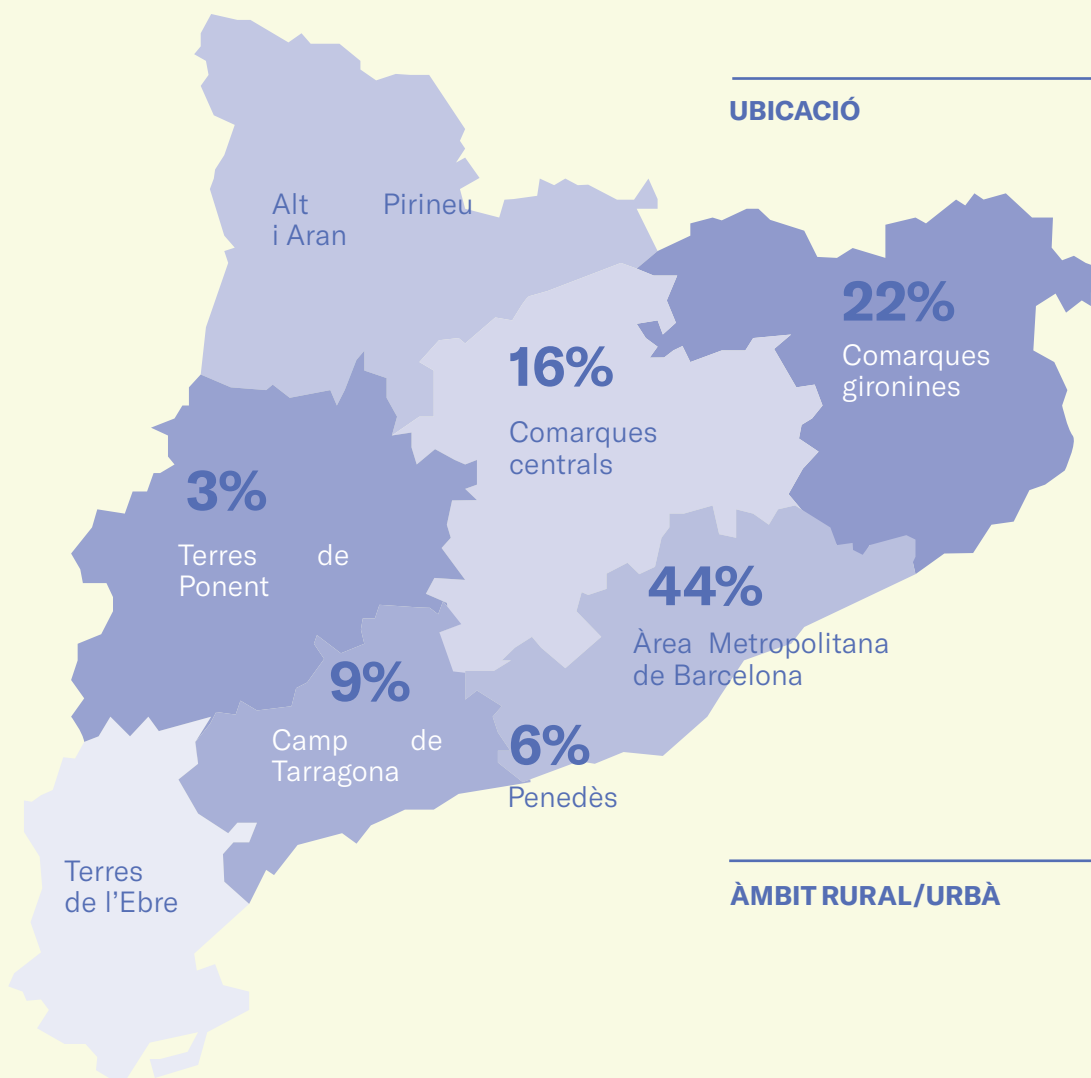 UBICACIÓ
Alt Pirineu
i Aran
22%
Comarques
gironines
16%
Comarques
centrals
3%
Terres de
Ponent
44%
Àrea Metropolitana
de Barcelona
9%
Camp de
Tarragona
6%
Penedès
Terres
de l’Ebre
ÀMBIT RURAL/URBÀ